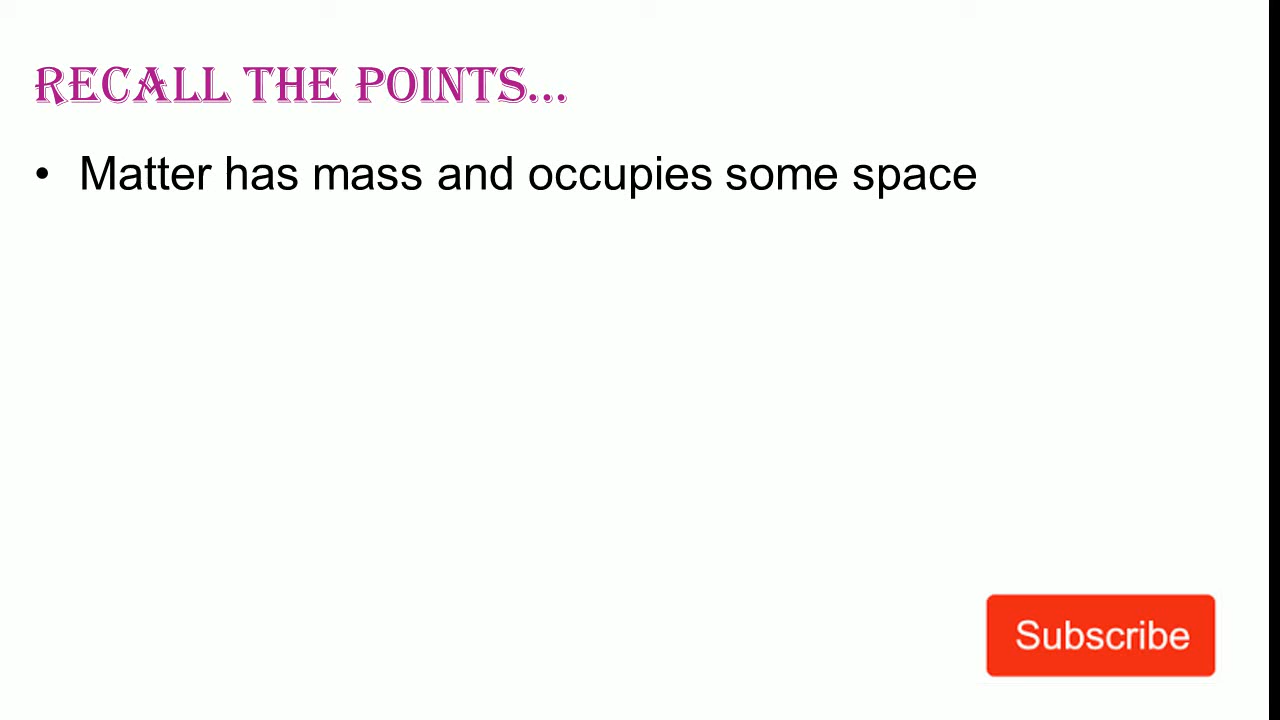 RECALL THE POINTS...
• Matter has mass and occupies some space
Subscribe